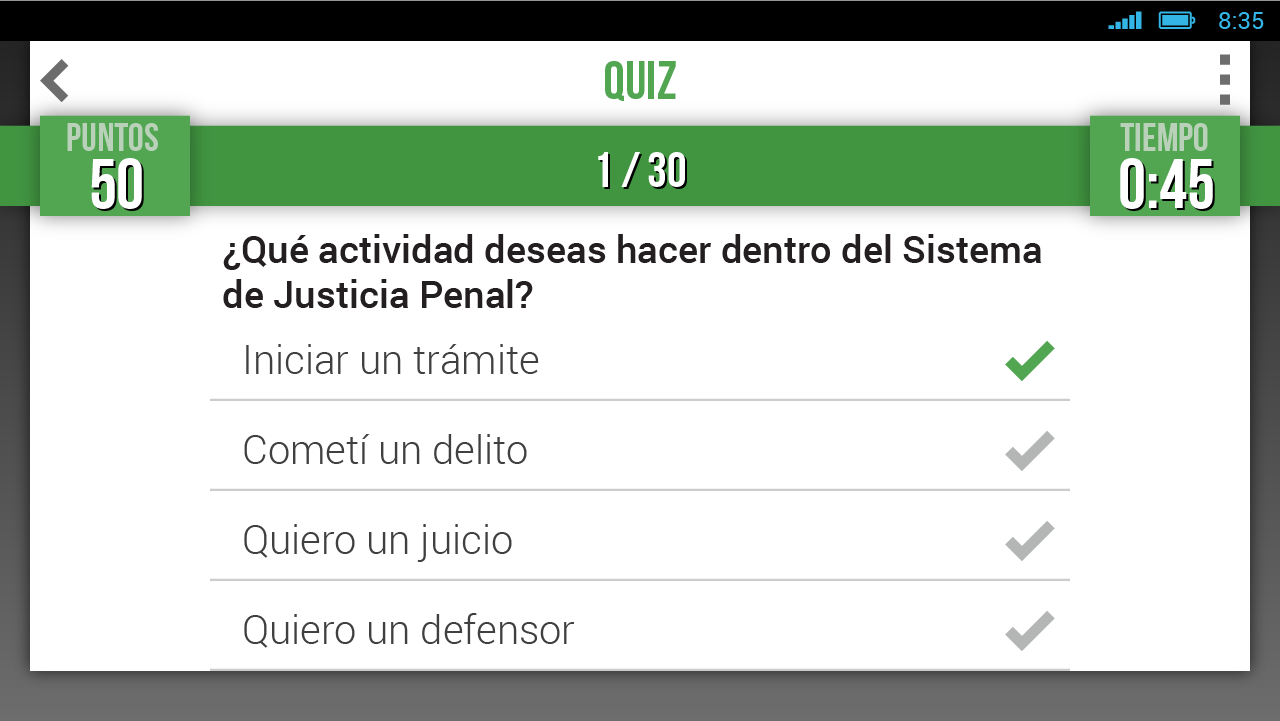 8:35
QUIZ
PUNTOS
50
1 / 30
TIEMPO
0:45
¿Qué actividad deseas hacer dentro del Sistema
de Justicia Penal?
Iniciar un trámite
Cometí un delito
Quiero un juicio
Quiero un defensor